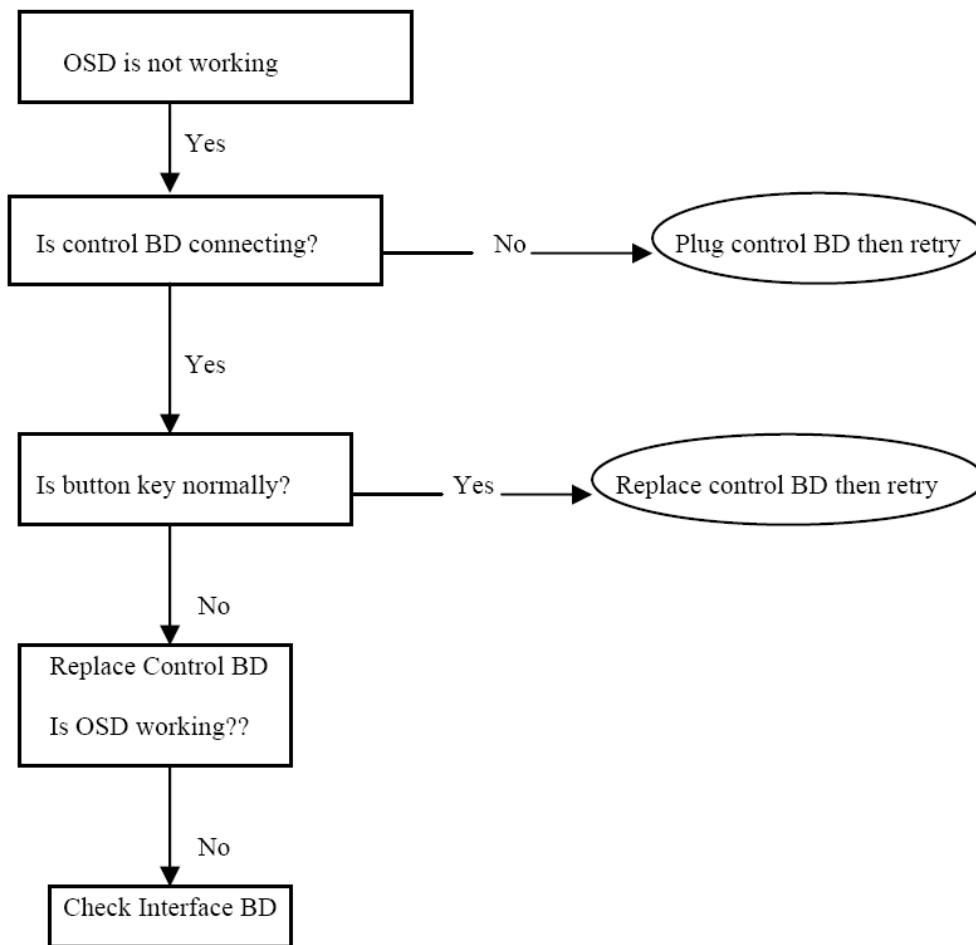 OSD is not working
Yes
Is control BD connecting?
No
Plug control BD then retry
Yes
Is button key normally?
Yes
Replace control BD then retry
No
Replace Control BD
Is OSD working??
No
Check Interface BD